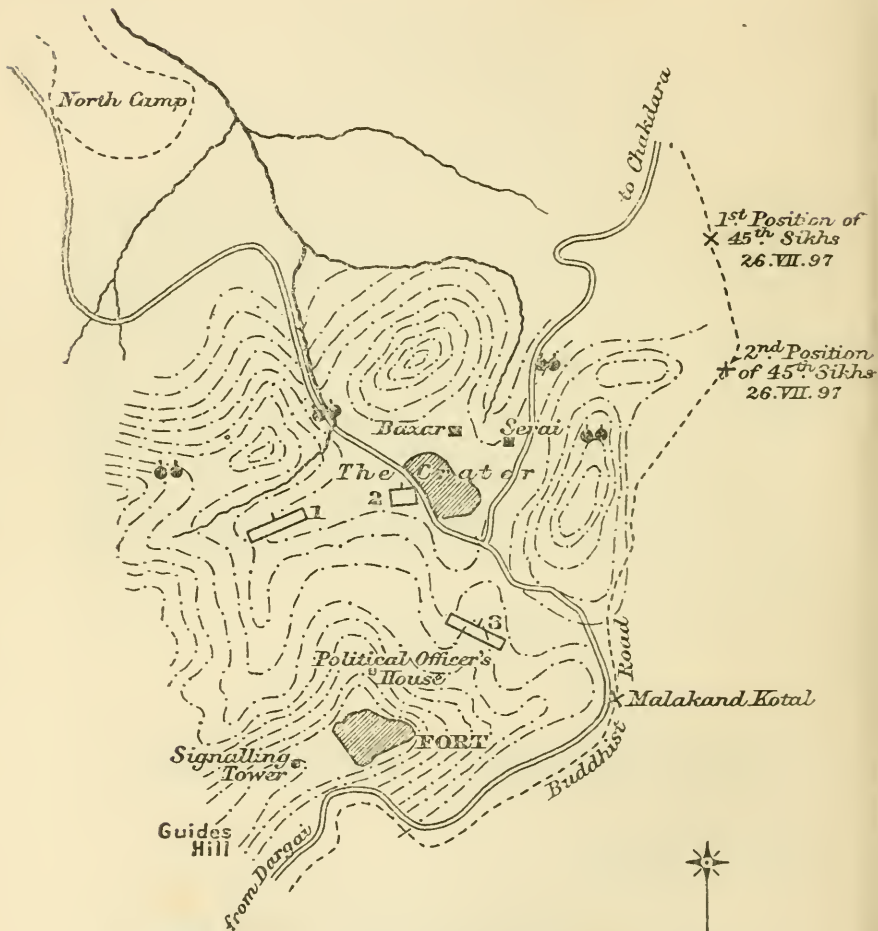 North Camp
to Chakdara
1st Position of
45th Sikhs
26.VII.97
2nd Position
of 45th Sikhs
26.VII.97
Bazar
Serai
The Crater
2
1
3
Political Officer's
House
Road
Malakand Kotal
FORT
Signalling
Tower
Buddhist
Guides
Hill
from Dargai